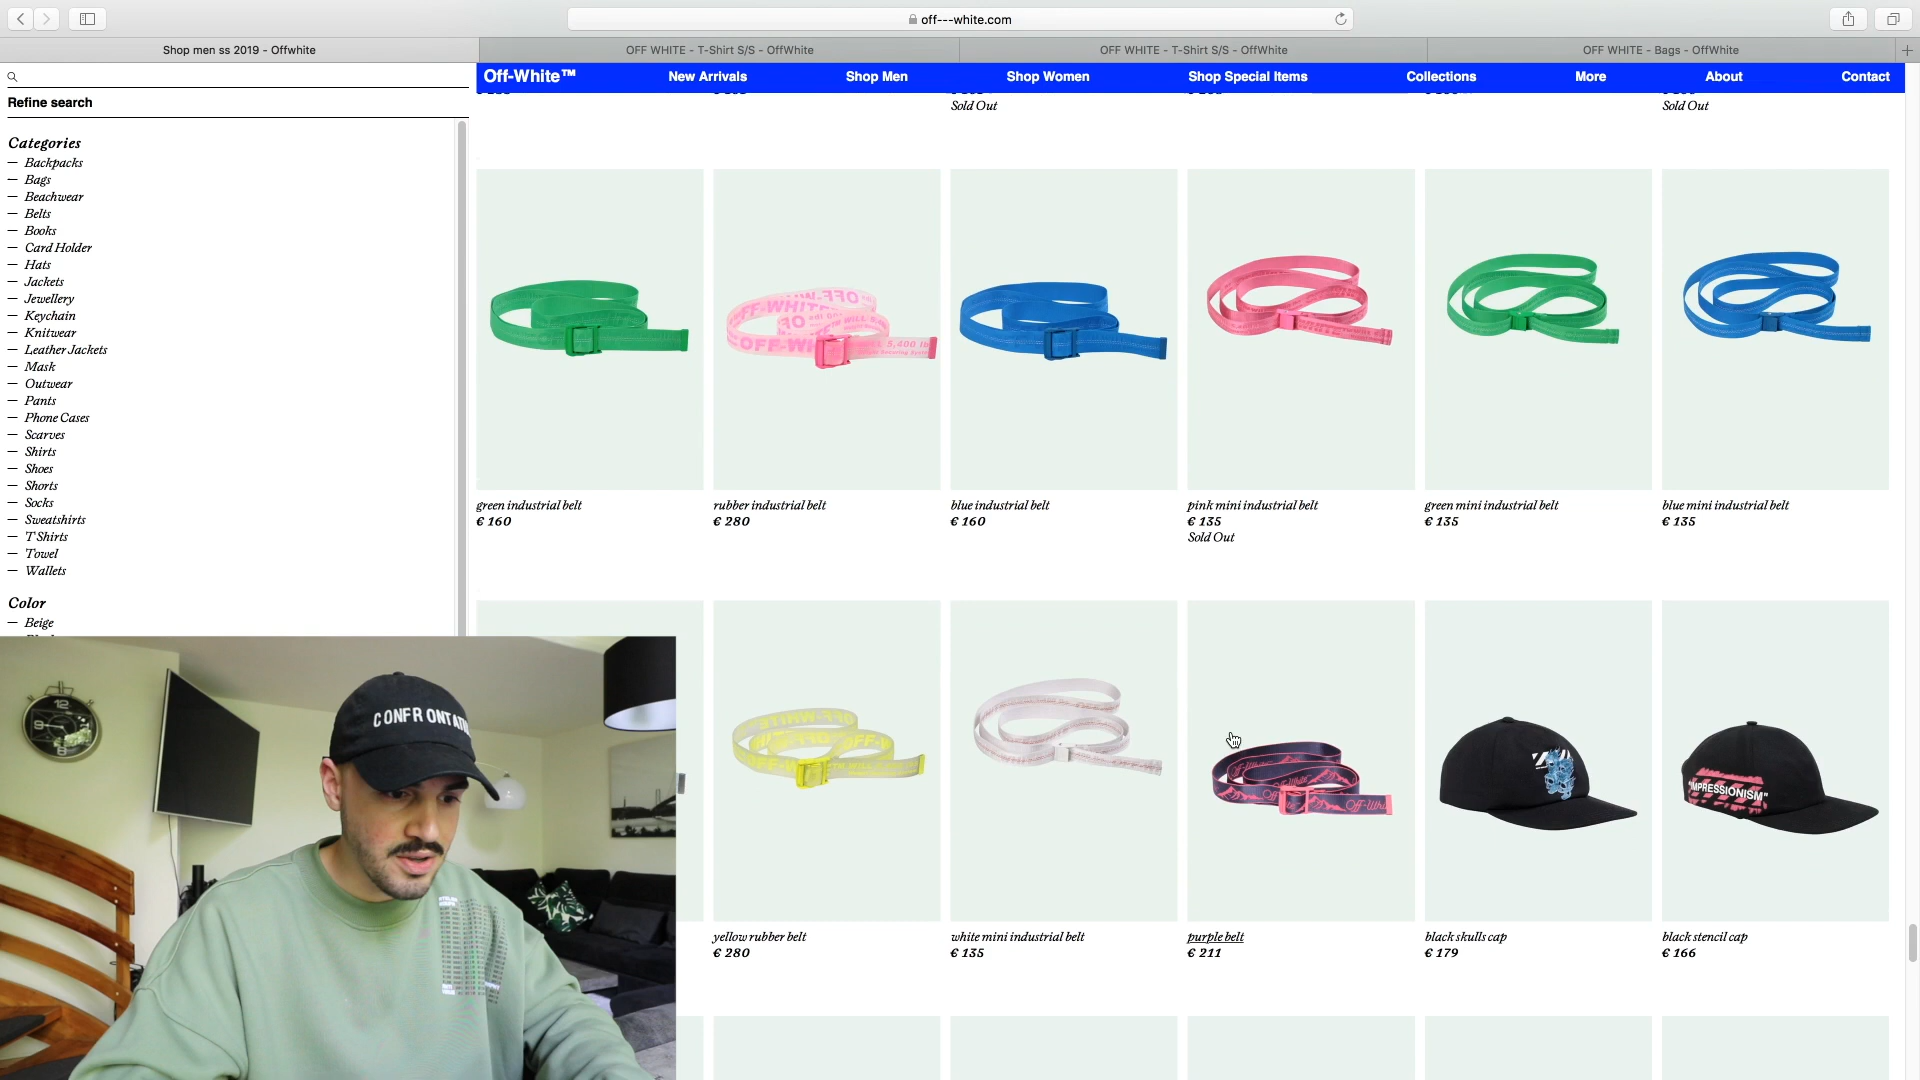 off---white.com
Shop men ss 2019 - Offwhite
OFF WHITE - T-Shirt S/S - OffWhite
OFF WHITE - T-Shirt S/S - OffWhite
OFF WHITE - Bags - OffWhite
Off-White™ New Arrivals Shop Men Shop Women Shop Special Items Collections More About Contact
Refine search
Categories
— Backpacks
— Bags
— Beachwear
— Belts
— Books
— Card Holder
— Hats
— Jackets
— Jewellery
— Keychain
— Knitwear
— Leather Jackets
— Mask
— Outwear
— Pants
— Phone Cases
— Scarves
— Shirts
— Shoes
— Shorts
— Socks
— Sweatshirts
— T Shirts
— Towel
— Wallets
Color
— Beige
Sold Out
Sold Out
green industrial belt
€ 160
rubber industrial belt
€ 280
blue industrial belt
€ 160
pink mini industrial belt
€ 135
Sold Out
green mini industrial belt
€ 135
blue mini industrial belt
€ 135
"IMPRESSIONISM"
yellow rubber belt
€ 280
white mini industrial belt
€ 135
purple belt
€ 211
black skulls cap
€ 179
black stencil cap
€ 166
12